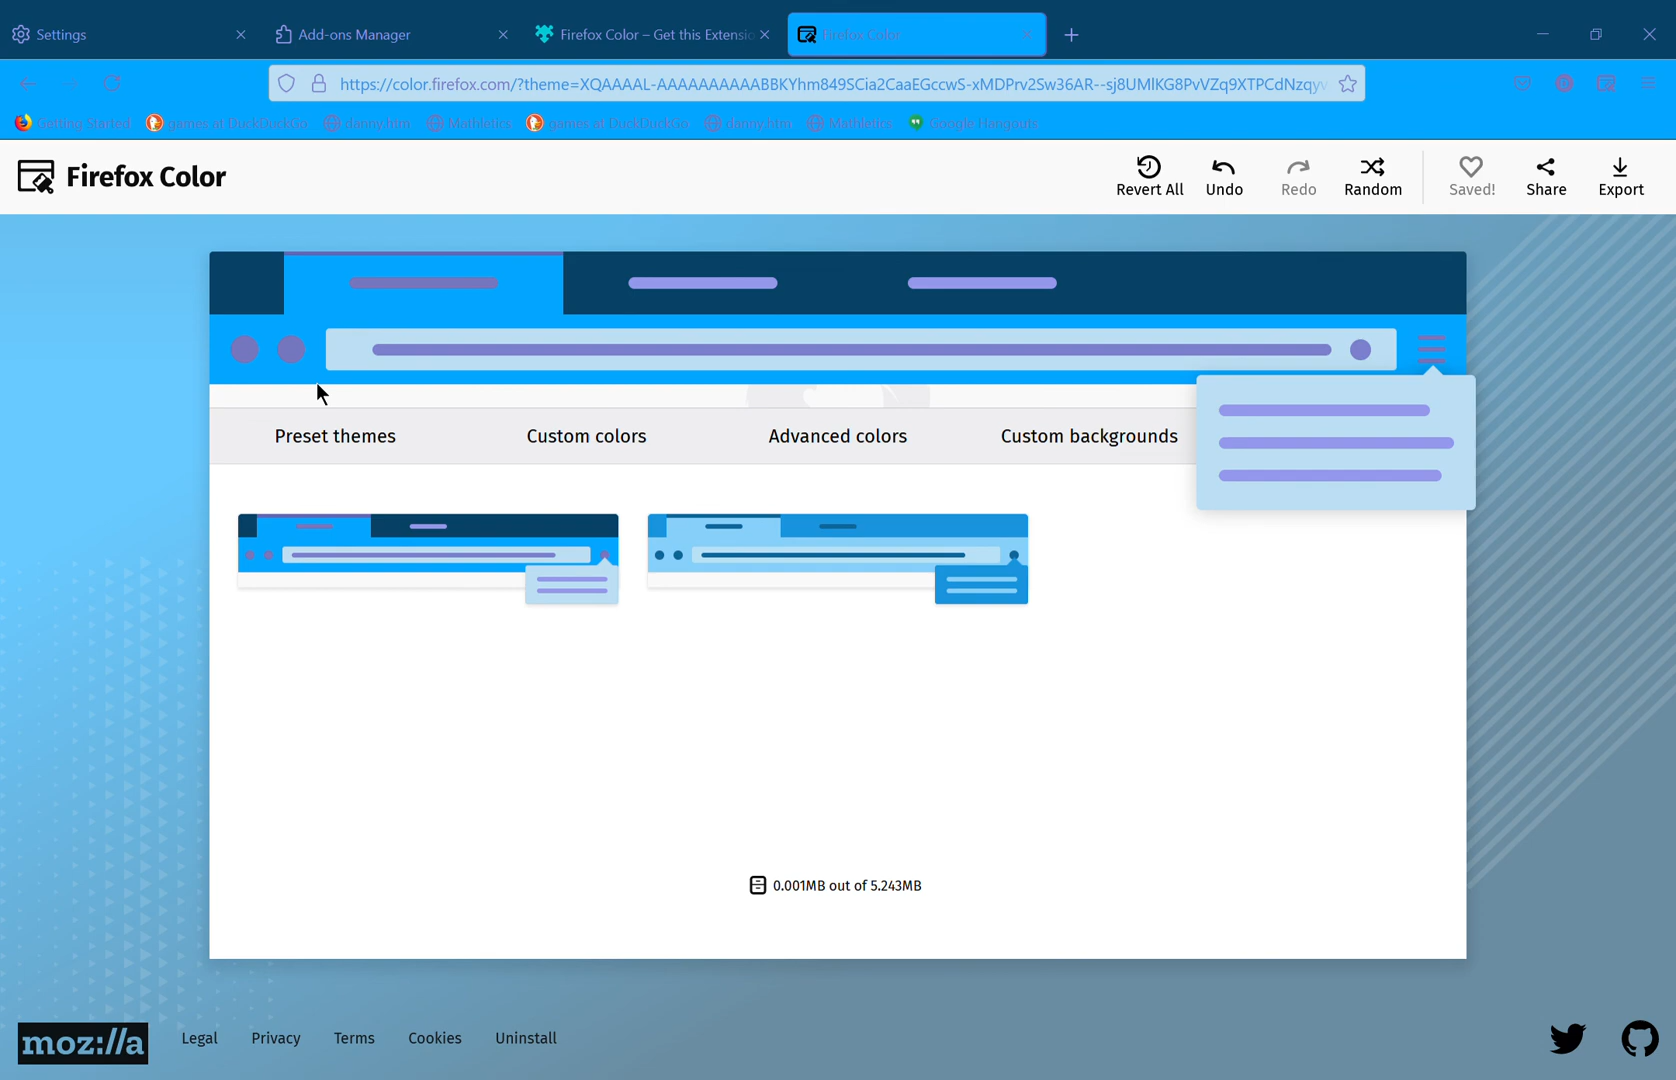 Settings
Add-ons Manager
Firefox Color – Get this Extensio
Firefox Color
https://color.firefox.com/?theme=XQAAAAL-AAAAAAAAAABBKYhm849SCia2CaaEGccwS-xMDPrv2Sw36AR--sj8UMlKG8PvVZq9XTPCdNzqyv
Getting Started games at DuckDuckGo danny.htm Mathletics games at DuckDuckGo danny.htm Mathletics Google Hangouts
Firefox Color
Revert All Undo Redo Random Saved! Share Export
Preset themes Custom colors Advanced colors Custom backgrounds
0.001MB out of 5.243MB
moz://a Legal Privacy Terms Cookies Uninstall